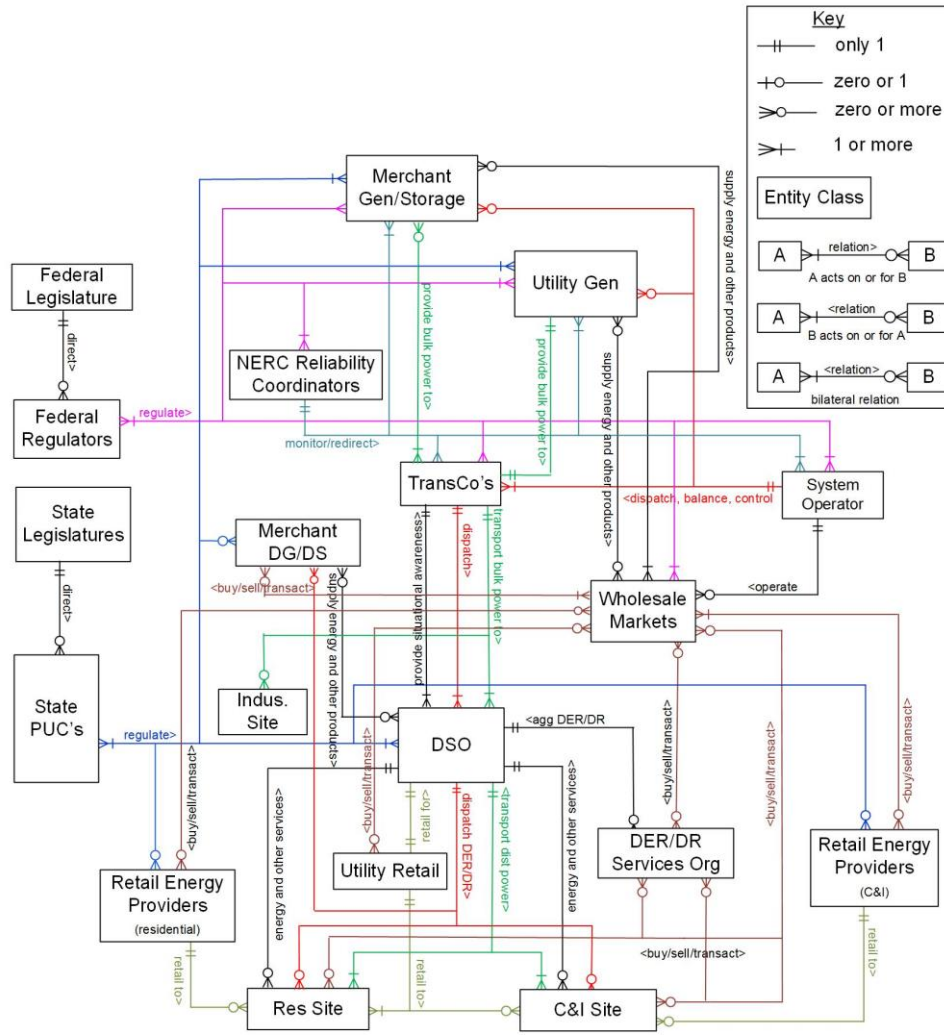 Key
only 1
zero or 1
zero or more
1 or more
Entity Class
A
relation>
B
A acts on or for B
A
<relation
B
B acts on or for A
A
<relation>
B
bilateral relation
Merchant
Gen/Storage
supply energy and other products>
Federal
Legislature
Utility Gen
direct>
provide bulk power to>
provide bulk power to>
supply energy and other products>
NERC Reliability
Coordinators
Federal
Regulators
regulate>
monitor/redirect>
TransCo's
System
Operator
<dispatch, balance, control
State
Legislatures
Merchant
DG/DS
provide situational awareness>
dispatch>
transport bulk power to>
direct>
<buy/sell/transact>
supply energy and other products>
<operate
Wholesale
Markets
State
PUC's
Indus.
Site
DSO
<agg DER/DR
regulate>
<buy/sell/transact>
<buy/sell/transact>
<buy/sell/transact>
<buy/sell/transact>
<buy/sell/transact>
energy and other services>
retail for>
dispatch DER/DR>
<transport dist power>
energy and other services>
Utility Retail
DER/DR
Services Org
Retail Energy
Providers
(C&I)
Retail Energy
Providers
(residential)
<buy/sell/transact>
retail to>
retail to>
retail to>
Res Site
C&I Site